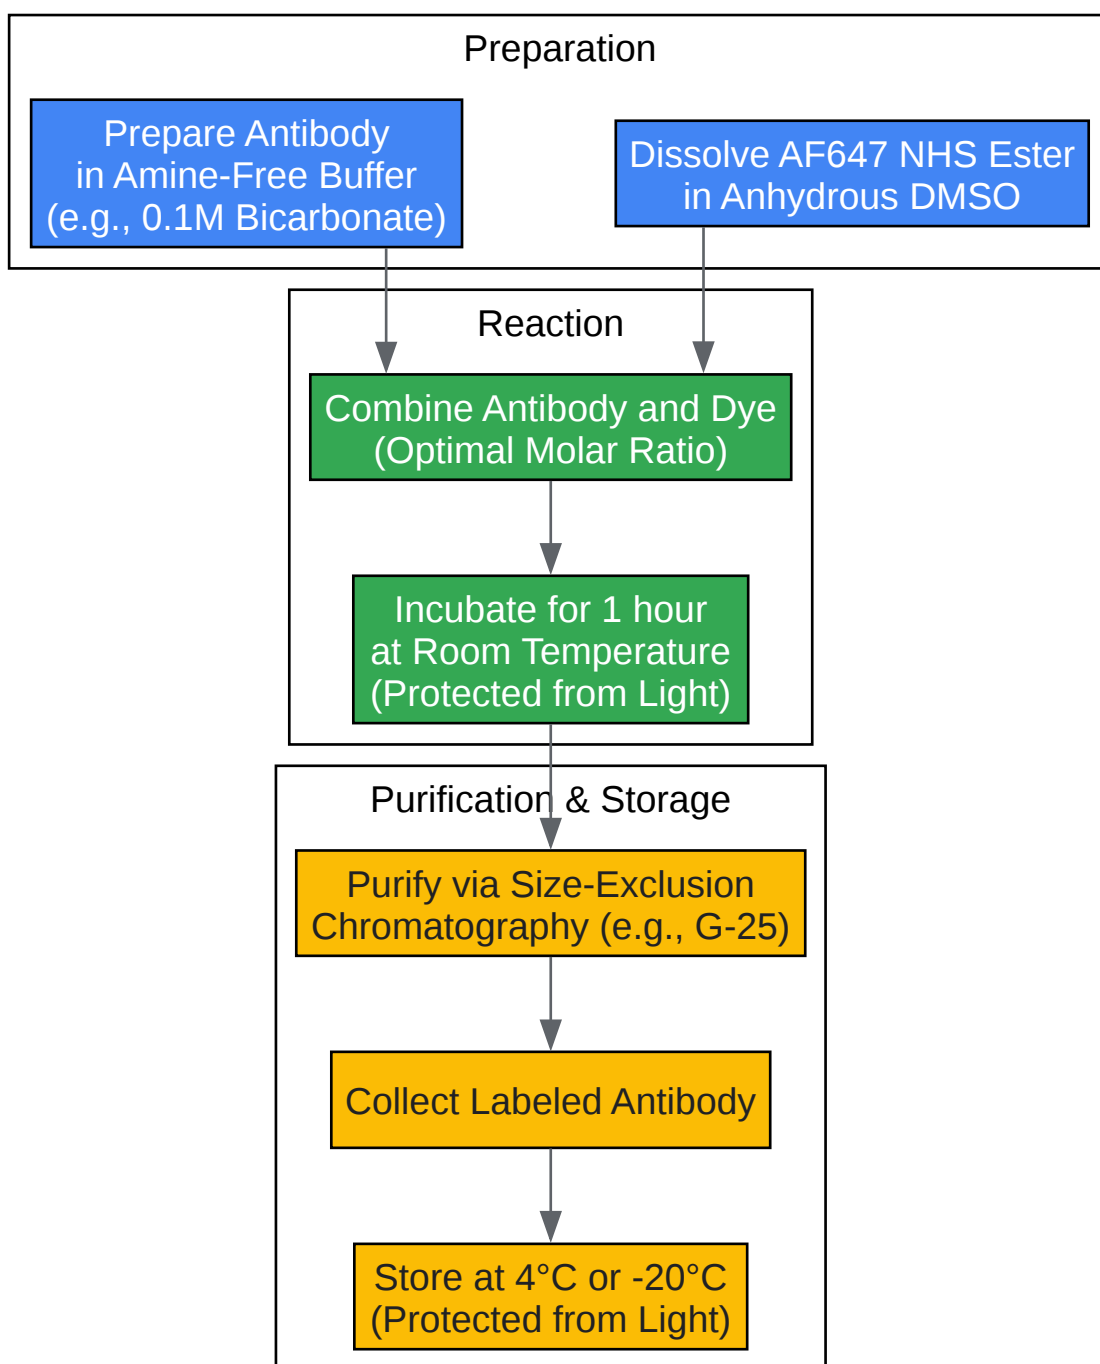 Preparation
Prepare Antibody
in Amine-Free Buffer
(e.g., 0.1M Bicarbonate)
Dissolve AF647 NHS Ester
in Anhydrous DMSO
Reaction
Combine Antibody and Dye
(Optimal Molar Ratio)
Incubate for 1 hour
at Room Temperature
(Protected from Light)
Purification & Storage
Purify via Size-Exclusion
Chromatography (e.g., G-25)
Collect Labeled Antibody
Store at 4°C or -20°C
(Protected from Light)